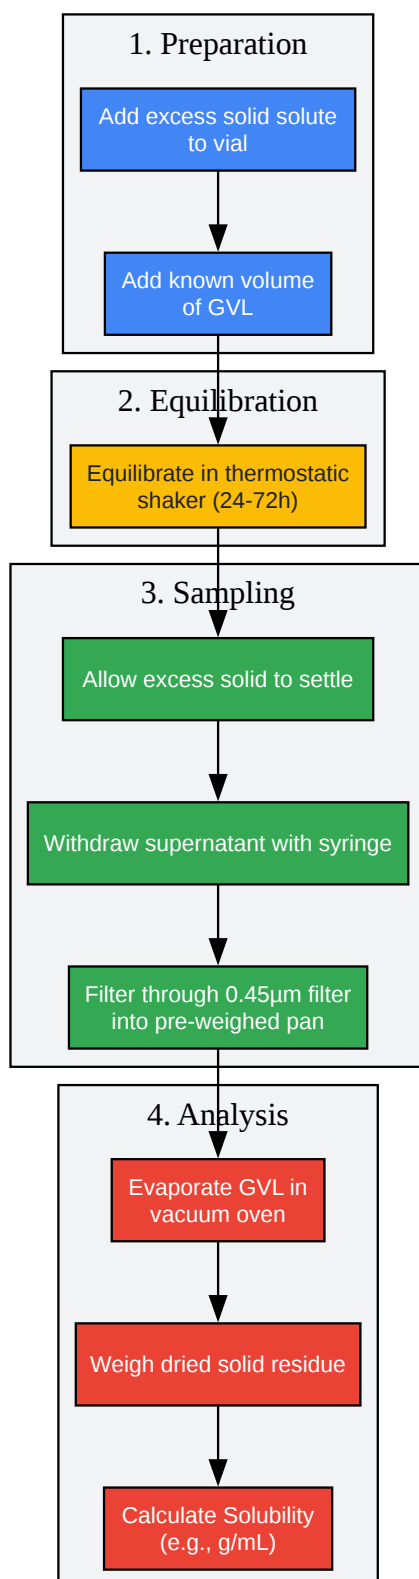 1. Preparation
Add excess solid solute
to vial
Add known volume
of GVL
2. Equilibration
Equilibrate in thermostatic
shaker (24-72h)
3. Sampling
Allow excess solid to settle
Withdraw supernatant with syringe
Filter through 0.45µm filter
into pre-weighed pan
4. Analysis
Evaporate GVL in
vacuum oven
Weigh dried solid residue
Calculate Solubility
(e.g., g/mL)